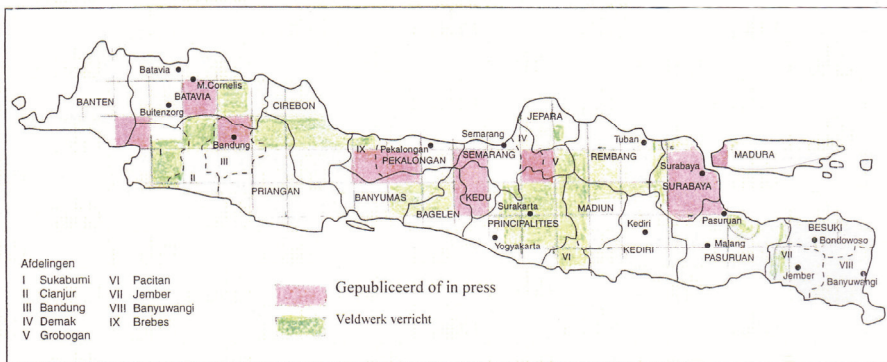 Batavia
M.Cornelis
BANTEN
BATAVIA
CIREBON
Buitenzorg
JEPARA
Semarang
IV
Tuban
Bandung
IX
Pekalongan
PEKALONGAN
SEMARANG
V
REMBANG
Surabaya
MADURA
I
III
II
PRIANGAN
BANYUMAS
KEDU
Surakarta
MADIUN
SURABAYA
BAGELEN
PRINCIPALITIES
Pasuruan
Kediri
BESUKI
Yogyakarta
KEDIRI
Malang
Bondowoso
VI
PASURUAN
VII
VIII
Jember
Banyuwangi
Afdelingen
I Sukabumi VI Pacitan
II Cianjur VII Jember
III Bandung VIII Banyuwangi
IV Demak IX Brebes
V Grobogan
Gepubliceerd of in press
Veldwerk verricht